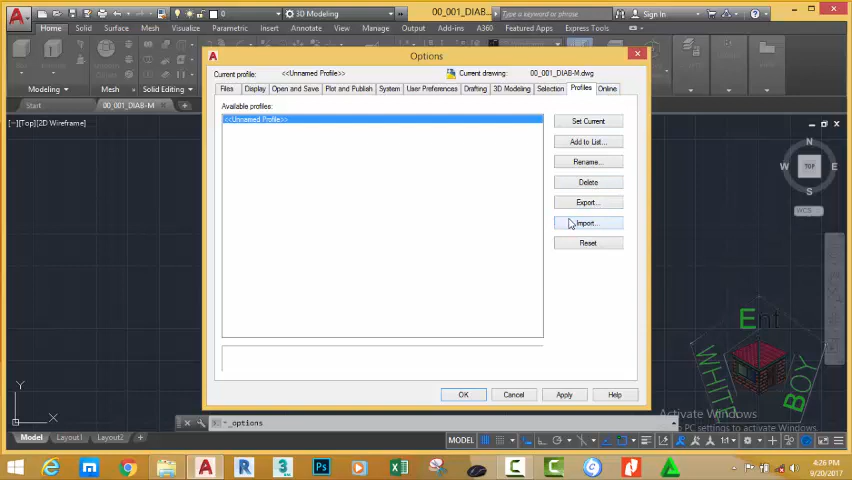 3D Modeling
00_001_DIAB-M...
Type a keyword or phrase
Sign In
Home Solid Surface Mesh Visualize Parametric Insert Annotate View Manage Output Add-ins A360 Featured Apps Express Tools
Modeling
Solid Editing
Start
00_001_DIAB-M
[−][Top][2D Wireframe]
Options
Current profile: <<Unnamed Profile>> Current drawing: 00_001_DIAB-M.dwg
Files Display Open and Save Plot and Publish System User Preferences Drafting 3D Modeling Selection Profiles Online
Available profiles:
<<Unnamed Profile>>
Set Current
Add to List...
Rename...
Delete
Export...
Import...
Reset
OK Cancel Apply Help
N
W TOP E
S
WCS
Ent
WHITE
BOY
Activate Windows
PC settings to activate Windows.
Y
X
-_options
Model Layout1 Layout2
MODEL 1:1
4:26 PM
9/20/2017